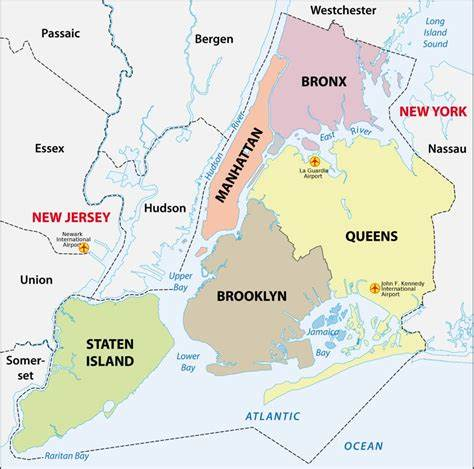 Westchester
Passaic
Bergen
Long
Island
Sound
BRONX
NEW YORK
Hudson
River
East
River
Essex
MANHATTAN
Nassau
La Guardia
Airport
Hudson
NEW JERSEY
Newark
International
Airport
QUEENS
Union
Upper
Bay
BROOKLYN
John F. Kennedy
International
Airport
STATEN
ISLAND
Somer-
set
Lower
Bay
Jamaica
Bay
ATLANTIC
OCEAN
Raritan Bay